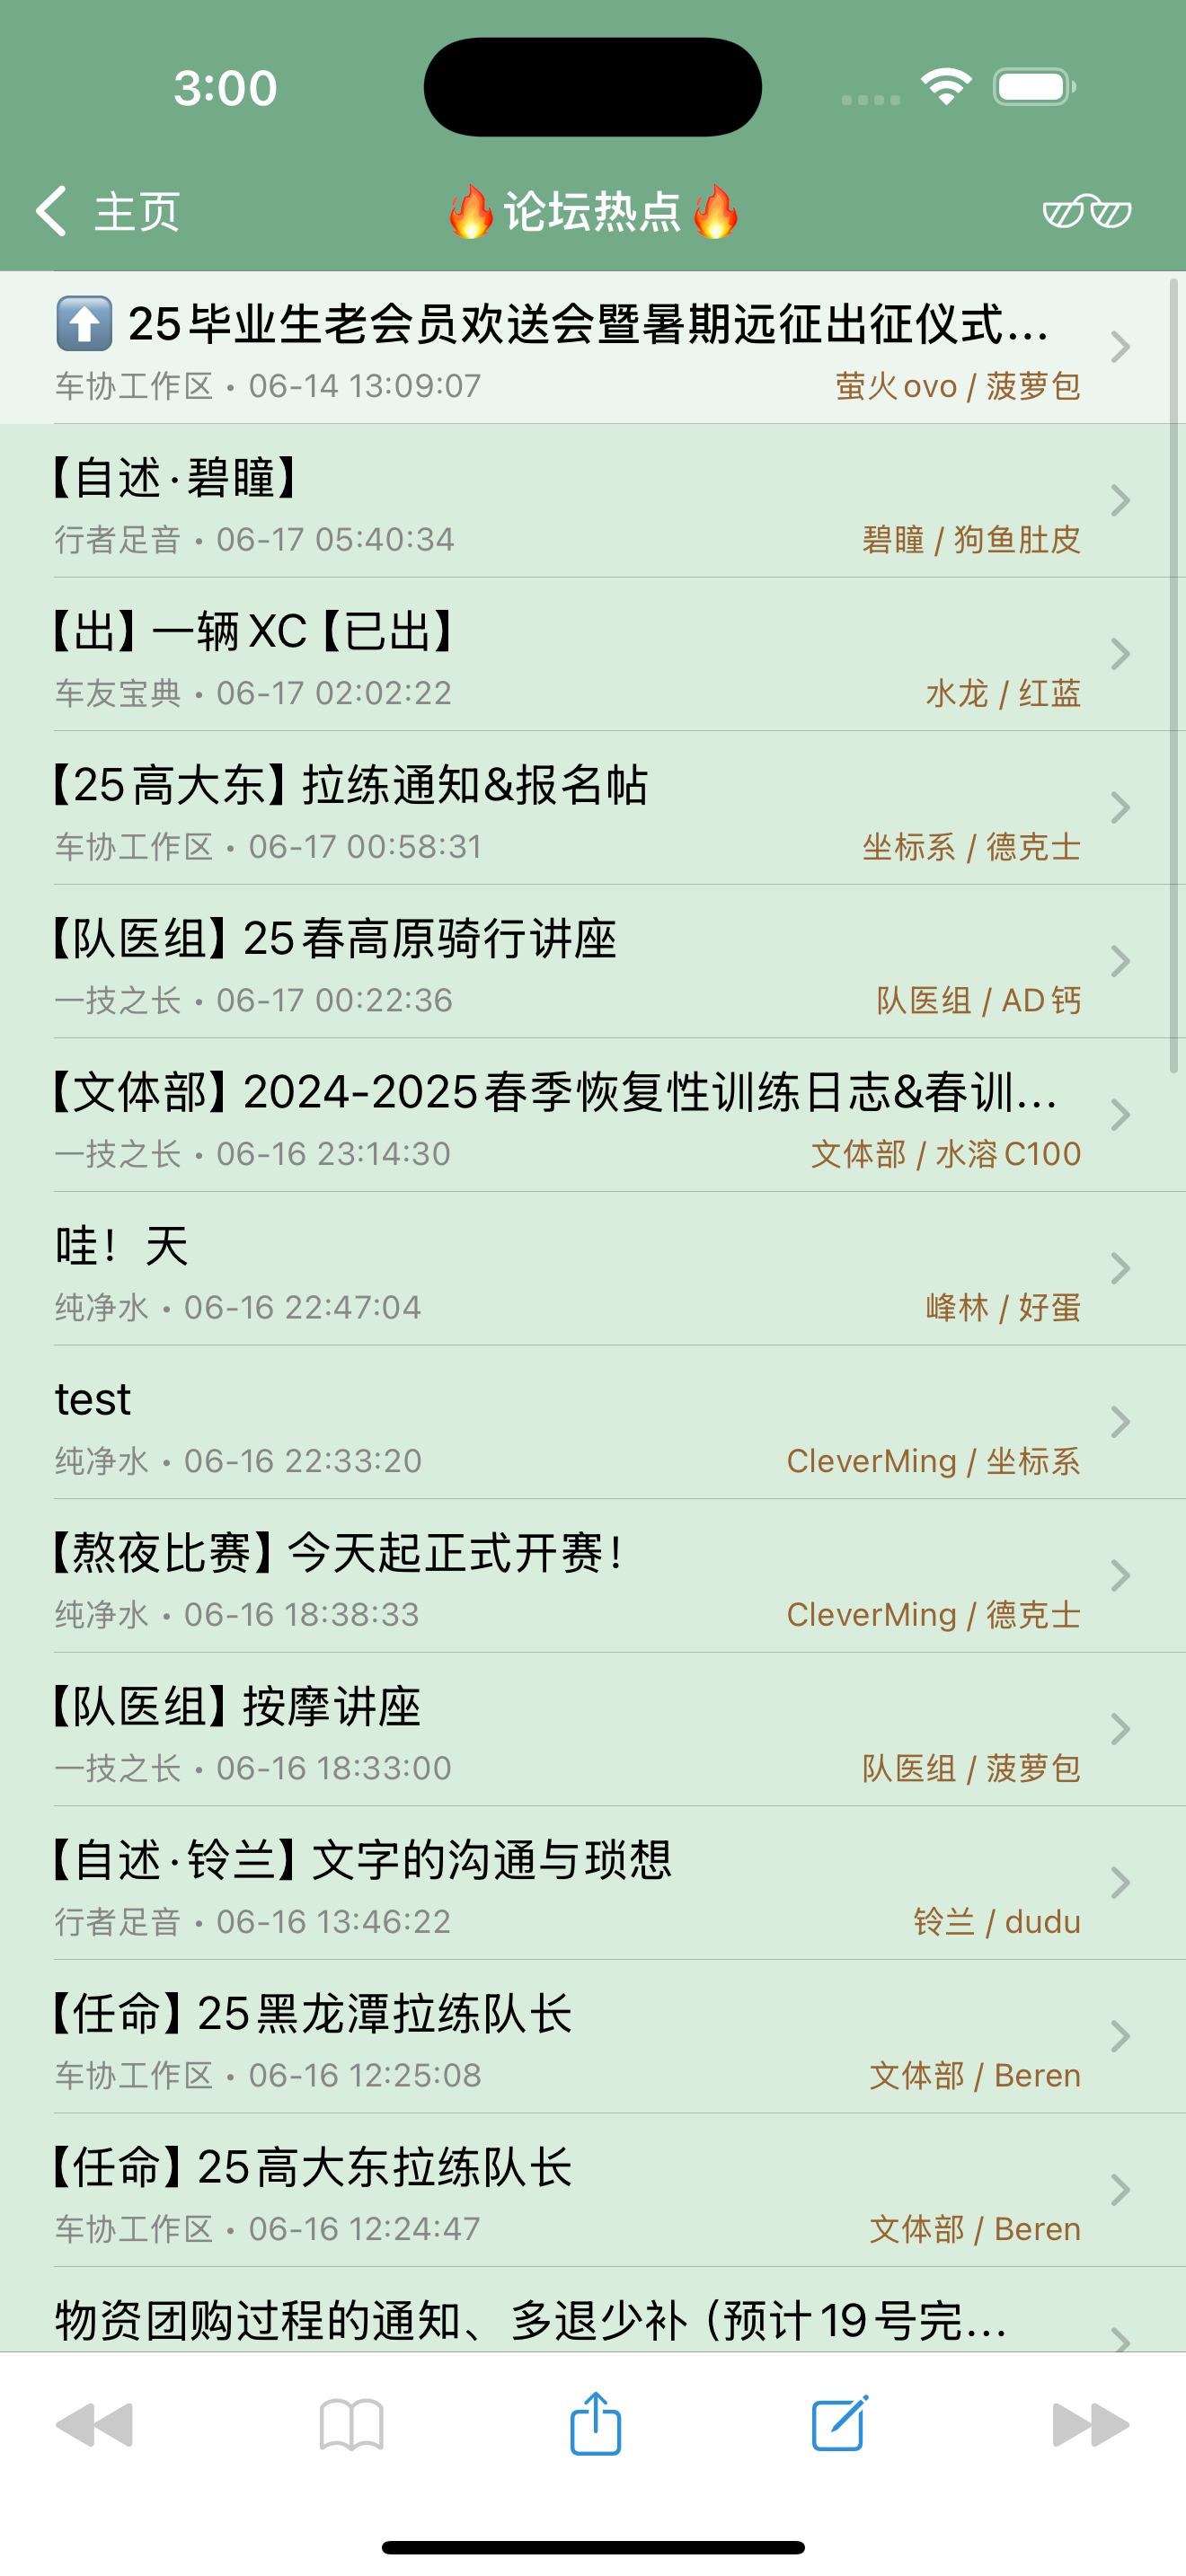 3:00
主页
🔥论坛热点🔥
⬆️ 25毕业生老会员欢送会暨暑期远征出征仪式...
车协工作区 • 06-14 13:09:07
萤火ovo / 菠萝包
【自述·碧瞳】
行者足音 • 06-17 05:40:34
碧瞳 / 狗鱼肚皮
【出】一辆XC【已出】
车友宝典 • 06-17 02:02:22
水龙 / 红蓝
【25高大东】拉练通知&报名帖
车协工作区 • 06-17 00:58:31
坐标系 / 德克士
【队医组】25春高原骑行讲座
一技之长 • 06-17 00:22:36
队医组 / AD钙
【文体部】2024-2025春季恢复性训练日志&春训...
一技之长 • 06-16 23:14:30
文体部 / 水溶C100
哇！天
纯净水 • 06-16 22:47:04
峰林 / 好蛋
test
纯净水 • 06-16 22:33:20
CleverMing / 坐标系
【熬夜比赛】今天起正式开赛！
纯净水 • 06-16 18:38:33
CleverMing / 德克士
【队医组】按摩讲座
一技之长 • 06-16 18:33:00
队医组 / 菠萝包
【自述·铃兰】文字的沟通与琐想
行者足音 • 06-16 13:46:22
铃兰 / dudu
【任命】25黑龙潭拉练队长
车协工作区 • 06-16 12:25:08
文体部 / Beren
【任命】25高大东拉练队长
车协工作区 • 06-16 12:24:47
文体部 / Beren
物资团购过程的通知、多退少补（预计19号完...